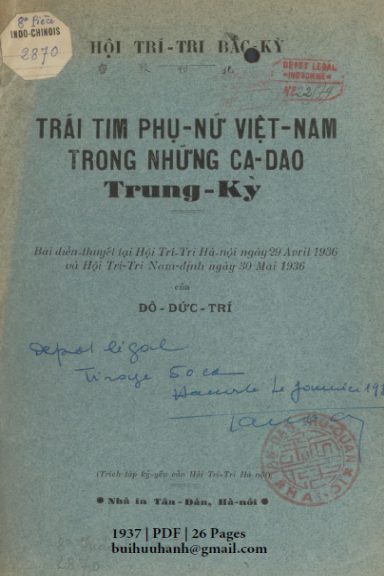 8° Pièce
INDO-CHINOIS
2870
HỘI TRÍ-TRI BẮC-KỲ
DEPOT LEGAL
INDOCHINE
TRÁI TIM PHỤ-NỮ VIỆT-NAM
TRONG NHỮNG CA-DAO
Trung-Kỳ
Bài diễn-thuyết tại Hội Trí-Tri Hà-nội ngày 29 Avril 1936
và Hội Trí-Tri Nam-định ngày 30 Mai 1936
của
ĐỖ-ĐỨC-TRÍ
Depot légal
Tirage 50
(Trích tập kỷ-yếu của Hội Trí-Tri Hà-nội)
Nhà in Tân-Dân, Hà-nội
1937 | PDF | 26 Pages
buihuuhanh@gmail.com